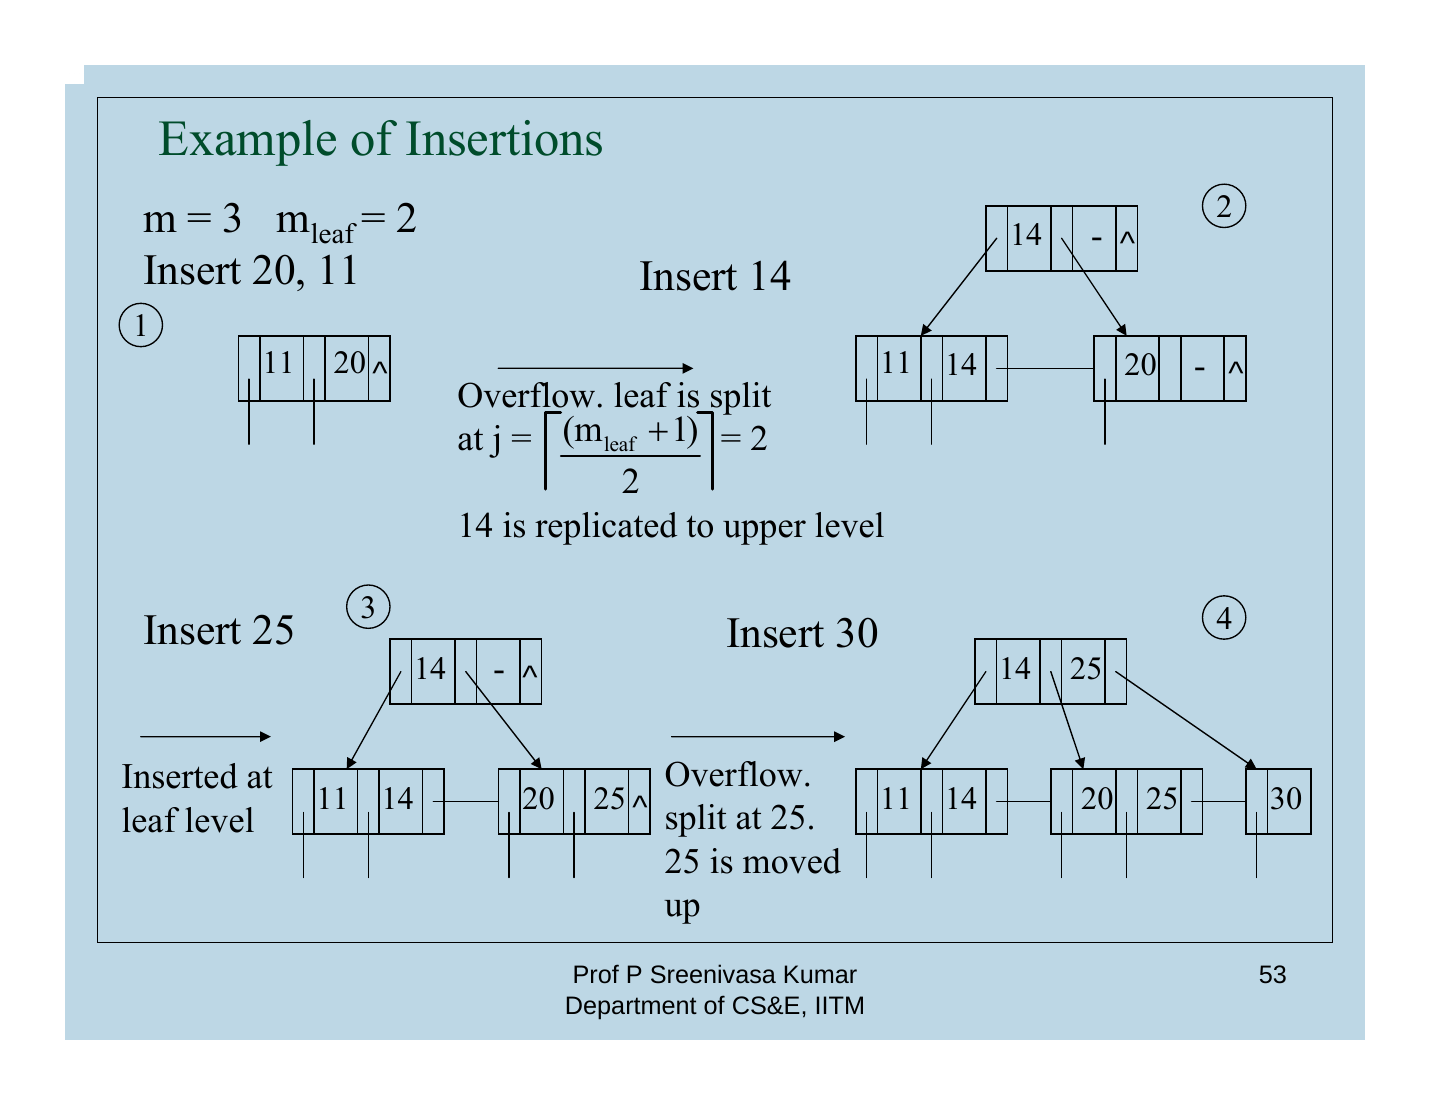 Example of Insertions
m = 3 mleaf = 2
Insert 20, 11
1
11 20 ^
Insert 14
Overflow. leaf is split
at j = ⌈(mleaf +1)/2⌉ = 2
14 is replicated to upper level
2
14 - ^
11 14 20 - ^
Insert 25
3
Inserted at
leaf level
14 - ^
11 14 20 25 ^
Insert 30
4
Overflow.
split at 25.
25 is moved
up
14 25
11 14 20 25 30
Prof P Sreenivasa Kumar
Department of CS&E, IITM
53